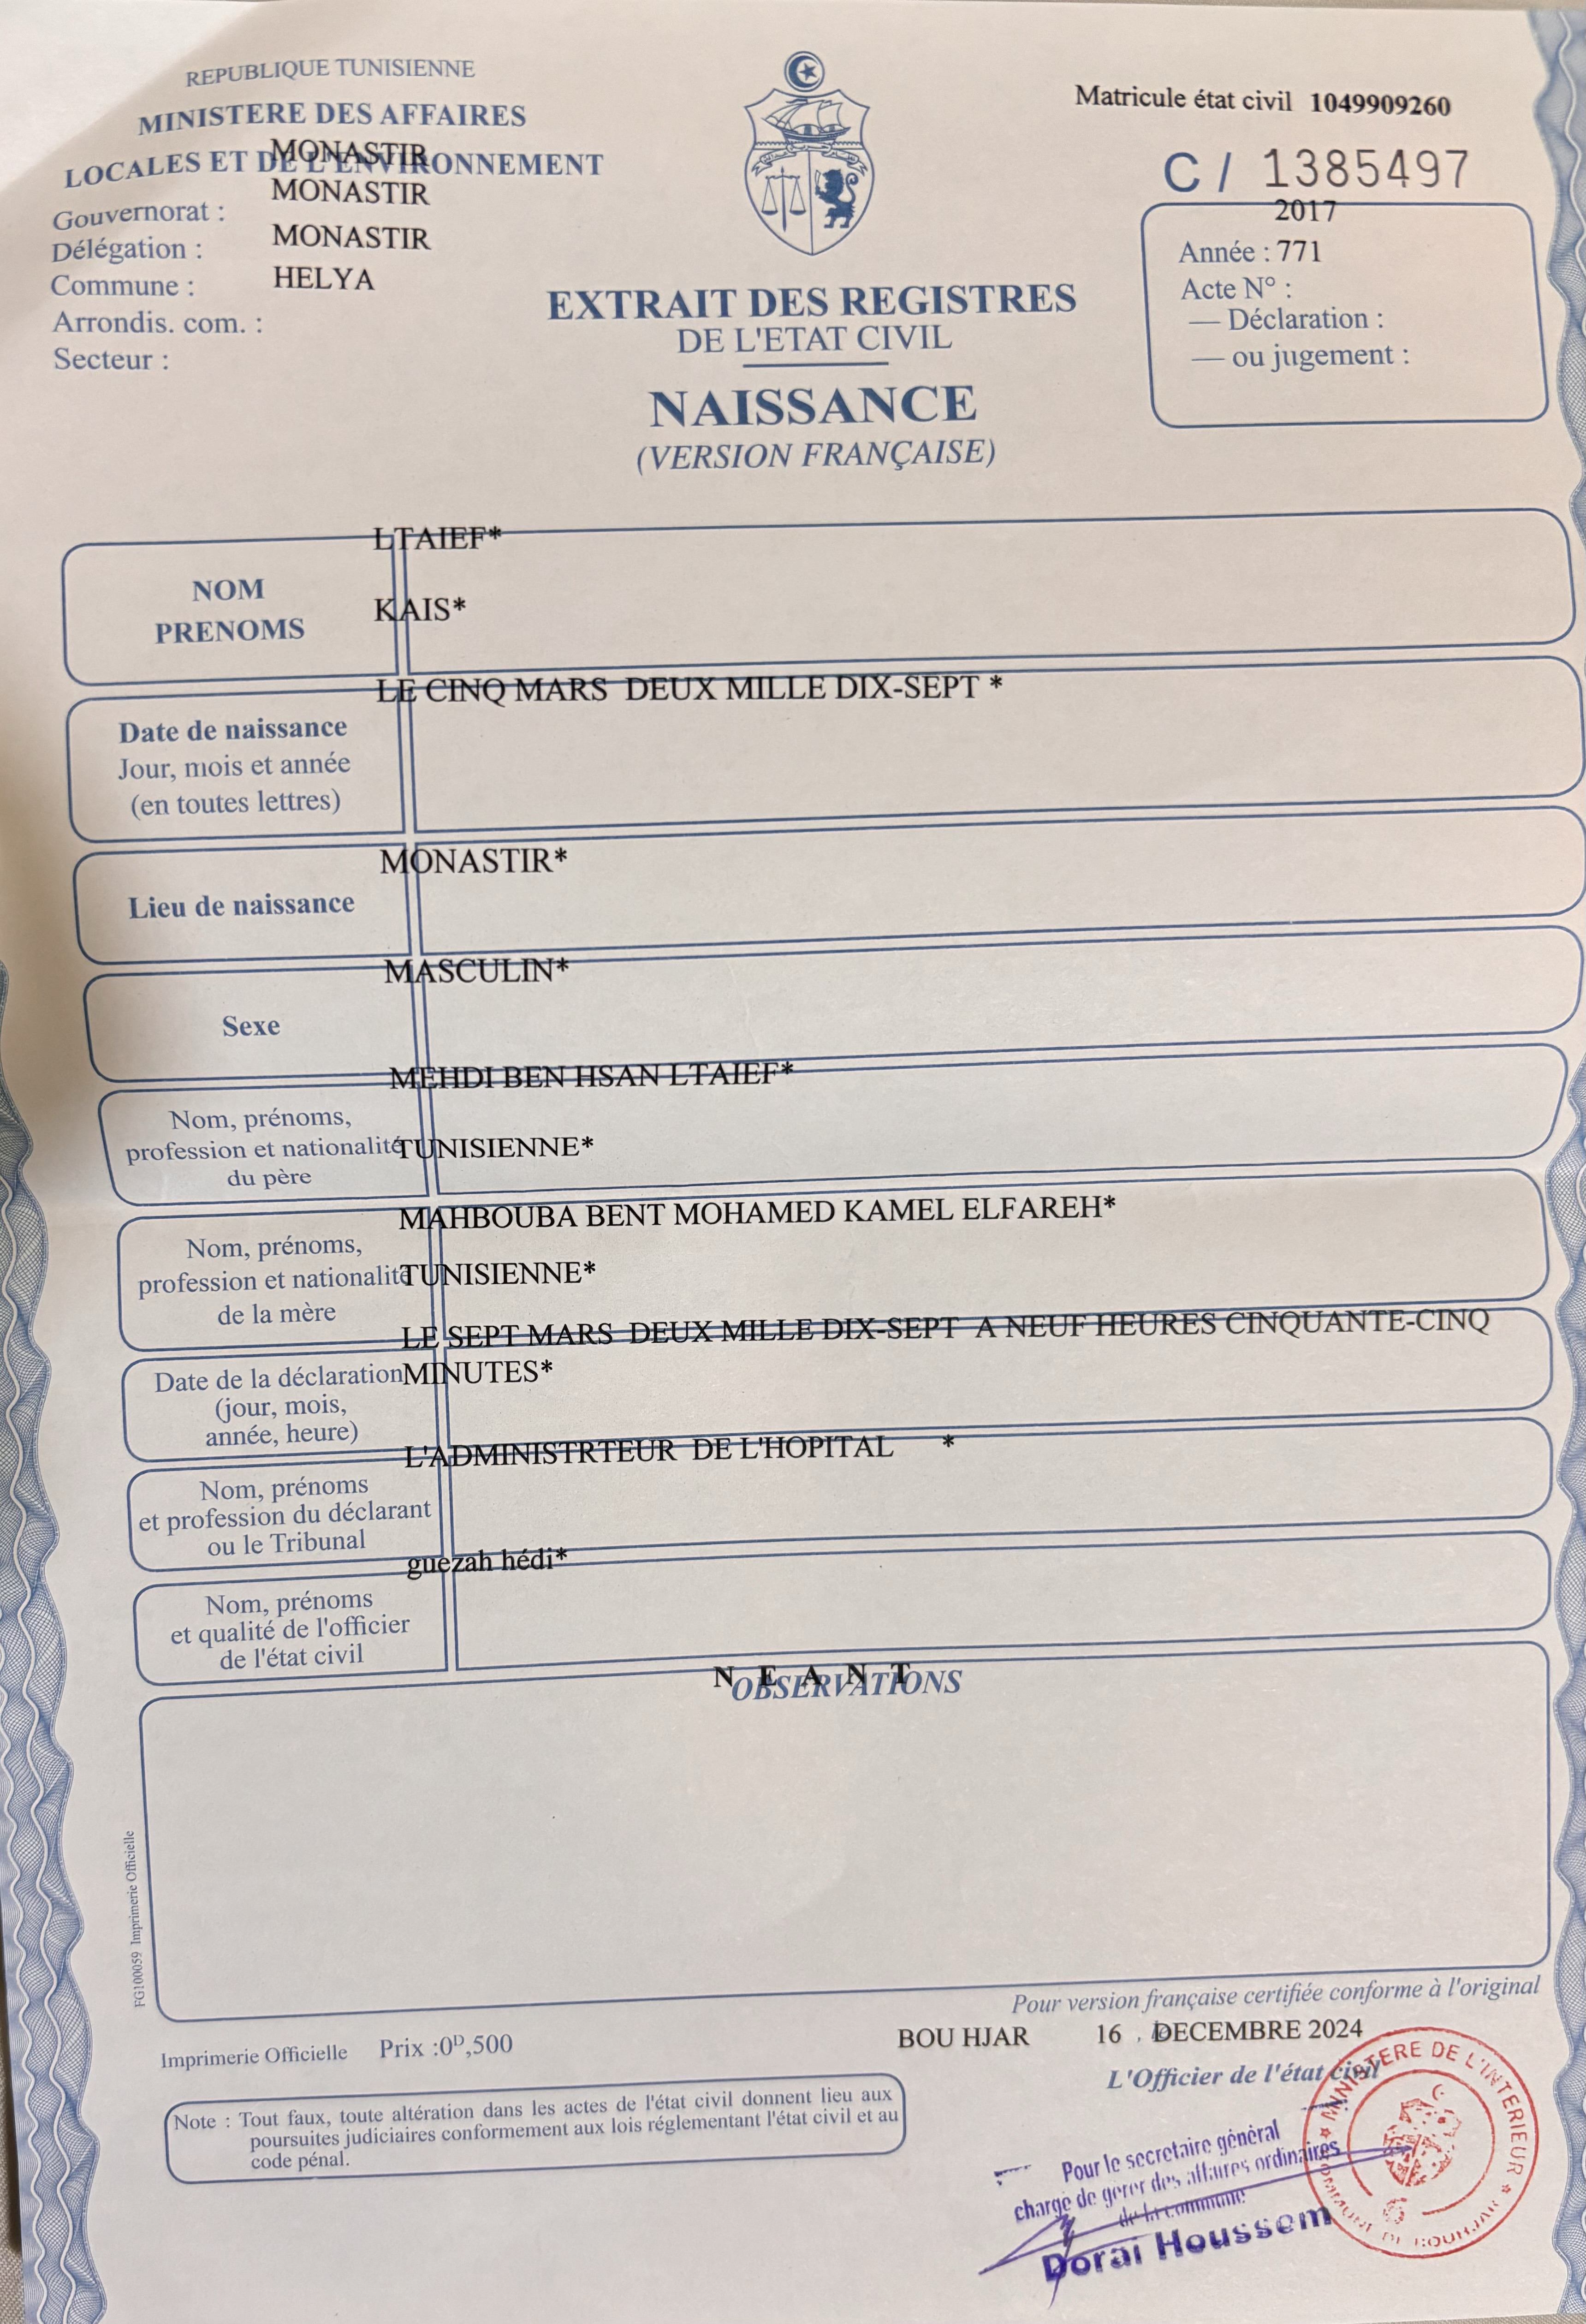 REPUBLIQUE TUNISIENNE
MINISTERE DES AFFAIRES
LOCALES ET DE L'ENVIRONNEMENT
MONASTIR
MONASTIR
Gouvernorat :
MONASTIR
Délégation :
HELYA
Commune :
Arrondis. com. :
Secteur :
Matricule état civil 1049909260
C / 1385497
2017
Année : 771
Acte N° :
— Déclaration :
— ou jugement :
EXTRAIT DES REGISTRES
DE L'ETAT CIVIL
NAISSANCE
(VERSION FRANÇAISE)
LTAIEF*
NOM
KAIS*
PRENOMS
LE CINQ MARS DEUX MILLE DIX-SEPT *
Date de naissance
Jour, mois et année
(en toutes lettres)
MONASTIR*
Lieu de naissance
MASCULIN*
Sexe
MEHDI BEN HSAN LTAIEF*
Nom, prénoms,
profession et nationalité
du père
TUNISIENNE*
MAHBOUBA BENT MOHAMED KAMEL ELFAREH*
Nom, prénoms,
profession et nationalité
de la mère
TUNISIENNE*
LE SEPT MARS DEUX MILLE DIX-SEPT A NEUF HEURES CINQUANTE-CINQ
MINUTES*
Date de la déclaration
(jour, mois,
année, heure)
L'ADMINISTRTEUR DE L'HOPITAL *
Nom, prénoms
et profession du déclarant
ou le Tribunal
guezah hédi*
Nom, prénoms
et qualité de l'officier
de l'état civil
N E A N T
OBSERVATIONS
FG100059 Imprimerie Officielle
Pour version française certifiée conforme à l'original
BOU HJAR 16 , le DECEMBRE 2024
L'Officier de l'état civil
Imprimerie Officielle Prix :0ᴰ,500
Note : Tout faux, toute altération dans les actes de l'état civil donnent lieu aux
poursuites judiciaires conformement aux lois réglementant l'état civil et au
code pénal.
Pour le secretaire général
chargé de gérer des affaires ordinaires
de la commune
Dorai Houssem
* MINISTERE DE L'INTERIEUR *
COMMUNE DE BOUHJAR